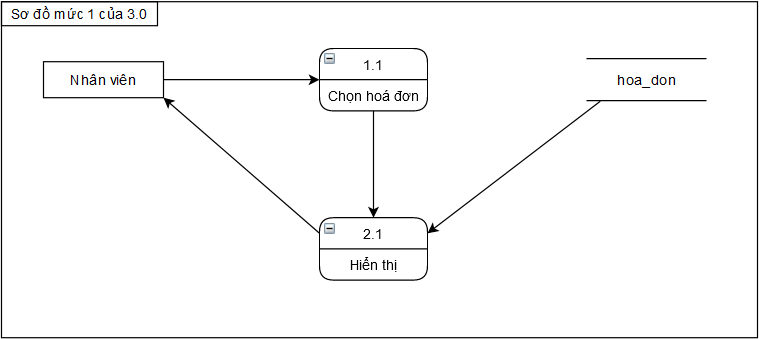 Sơ đồ mức 1 của 3.0
Nhân viên
1.1
Chọn hoá đơn
hoa_don
2.1
Hiển thị